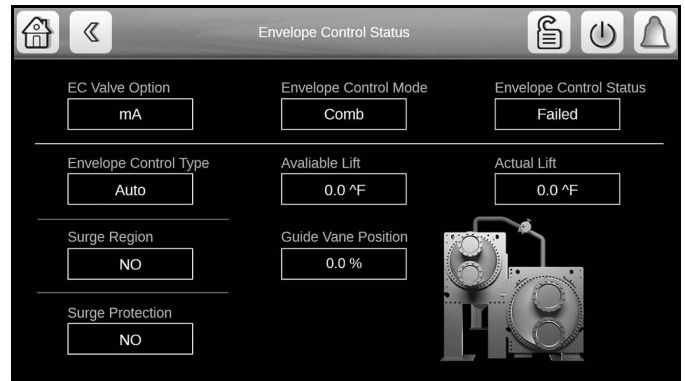 Envelope Control Status
EC Valve Option
Envelope Control Mode
Envelope Control Status
mA
Comb
Failed
Envelope Control Type
Avaliable Lift
Actual Lift
Auto
0.0 ^F
0.0 ^F
Surge Region
Guide Vane Position
NO
0.0 %
Surge Protection
NO